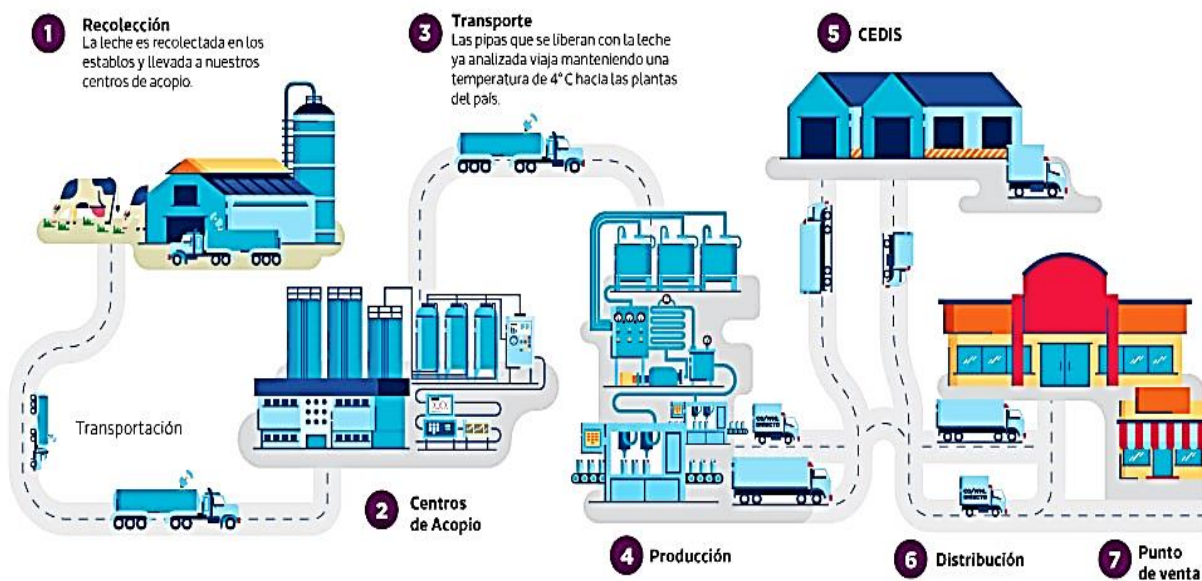 1
Recolección
La leche es recolectada en los
establos y llevada a nuestros
centros de acopio.
Transportación
2
Centros
de Acopio
3
Transporte
Las pipas que se liberan con la leche
ya analizada viaja manteniendo una
temperatura de 4°C hacia las plantas
del país.
4
Producción
5
CEDIS
6
Distribución
7
Punto
de venta